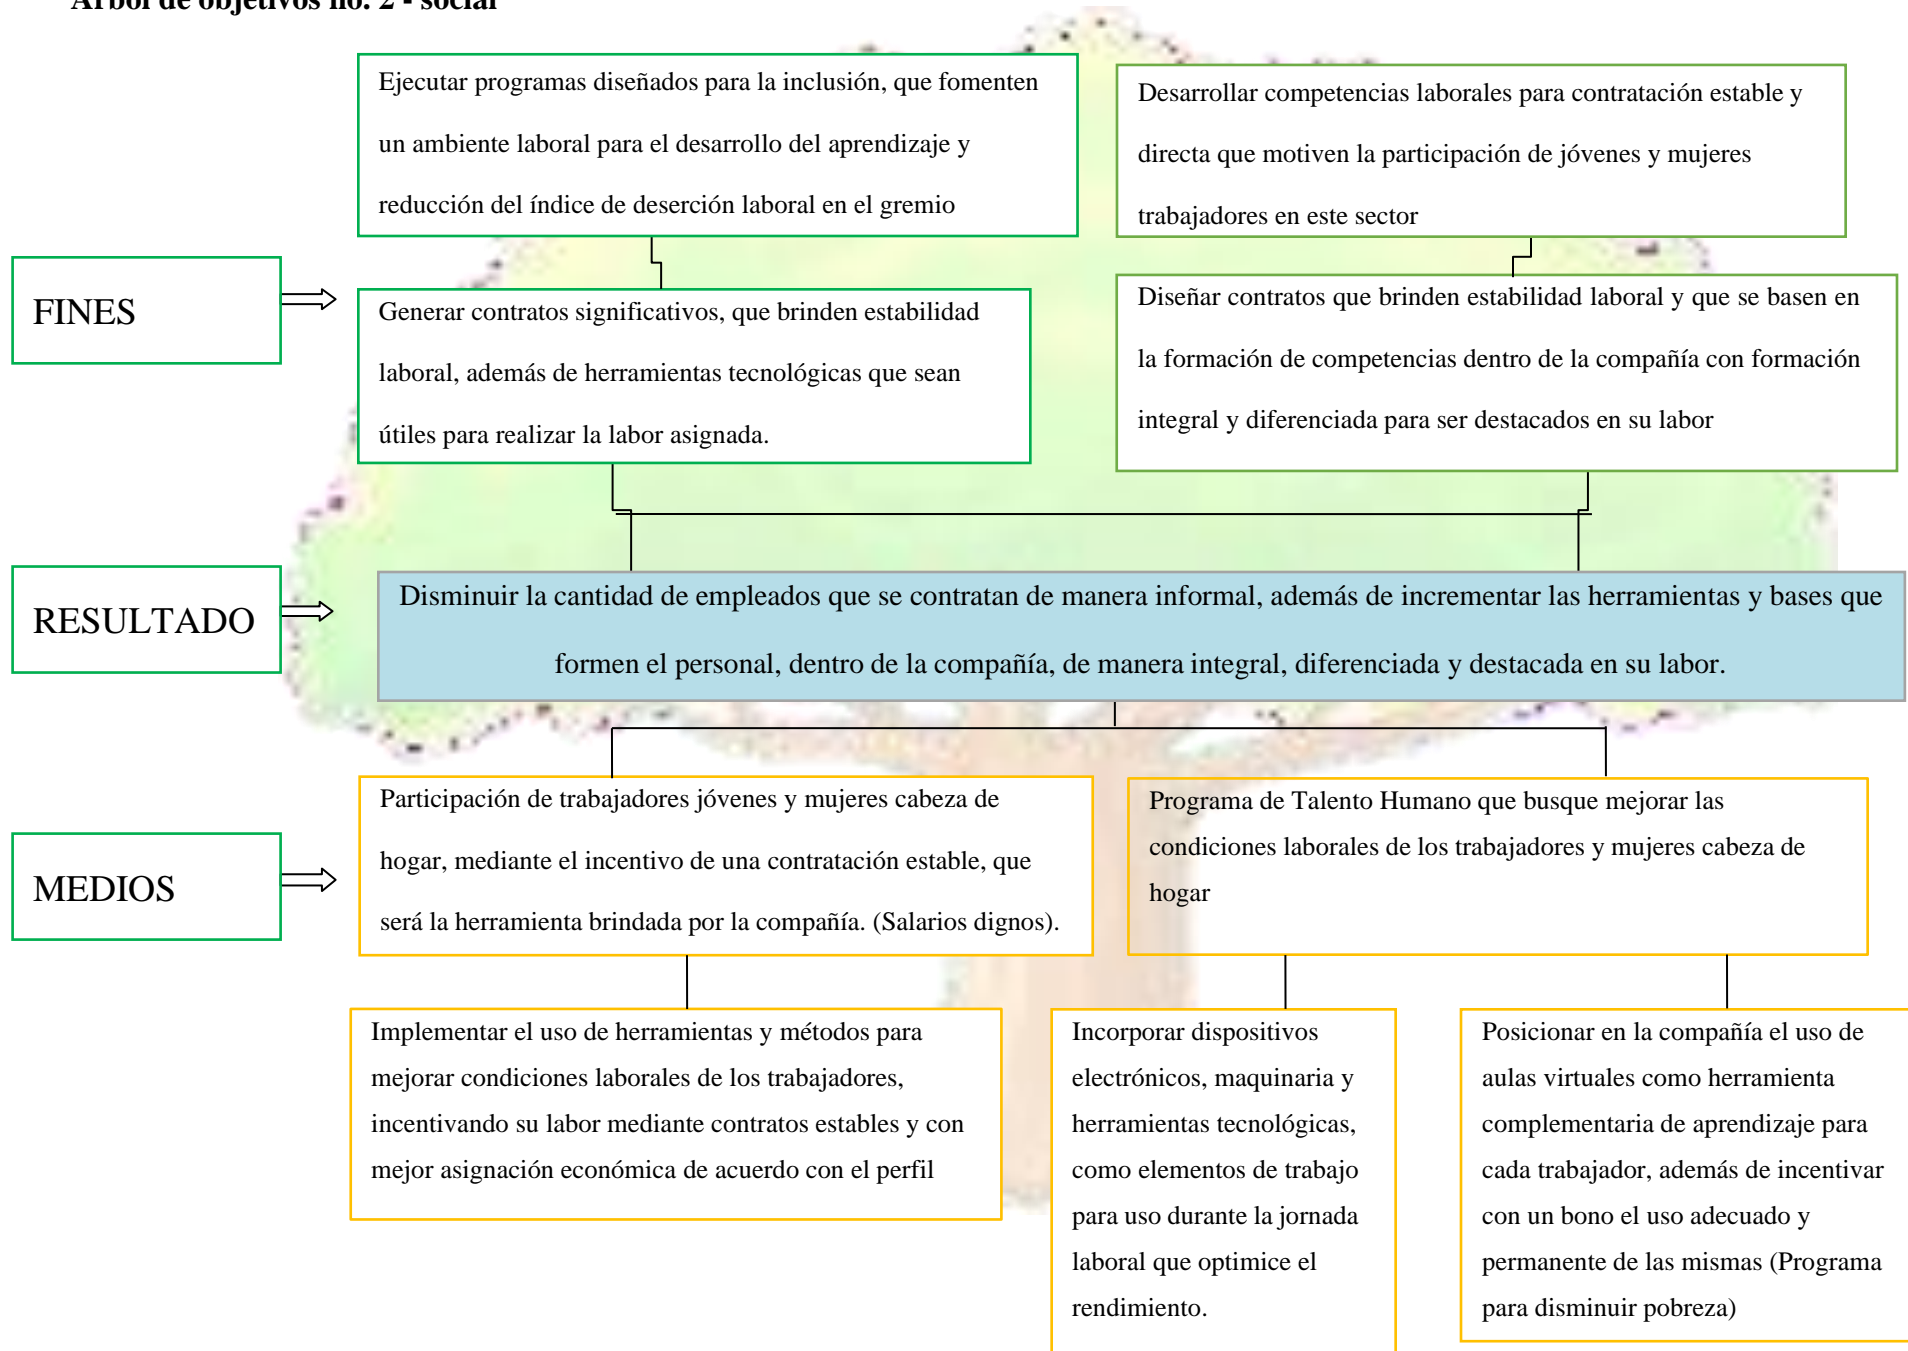 Árbol de objetivos no. 2 - social
Ejecutar programas diseñados para la inclusión, que fomenten
un ambiente laboral para el desarrollo del aprendizaje y
reducción del índice de deserción laboral en el gremio
Desarrollar competencias laborales para contratación estable y
directa que motiven la participación de jóvenes y mujeres
trabajadores en este sector
FINES
Generar contratos significativos, que brinden estabilidad
laboral, además de herramientas tecnológicas que sean
útiles para realizar la labor asignada.
Diseñar contratos que brinden estabilidad laboral y que se basen en
la formación de competencias dentro de la compañía con formación
integral y diferenciada para ser destacados en su labor
RESULTADO
Disminuir la cantidad de empleados que se contratan de manera informal, además de incrementar las herramientas y bases que
formen el personal, dentro de la compañía, de manera integral, diferenciada y destacada en su labor.
MEDIOS
Participación de trabajadores jóvenes y mujeres cabeza de
hogar, mediante el incentivo de una contratación estable, que
será la herramienta brindada por la compañía. (Salarios dignos).
Programa de Talento Humano que busque mejorar las
condiciones laborales de los trabajadores y mujeres cabeza de
hogar
Implementar el uso de herramientas y métodos para
mejorar condiciones laborales de los trabajadores,
incentivando su labor mediante contratos estables y con
mejor asignación económica de acuerdo con el perfil
Incorporar dispositivos
electrónicos, maquinaria y
herramientas tecnológicas,
como elementos de trabajo
para uso durante la jornada
laboral que optimice el
rendimiento.
Posicionar en la compañía el uso de
aulas virtuales como herramienta
complementaria de aprendizaje para
cada trabajador, además de incentivar
con un bono el uso adecuado y
permanente de las mismas (Programa
para disminuir pobreza)